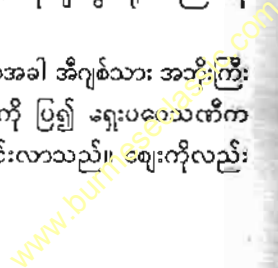 အခါ အီဂျစ်သား အဘိုးကြီး
ကို ပြ၍ ရှေးပဝေသဏီက
င်းလာသည်။ ဈေးကိုလည်း
www.burmeseclassic.com